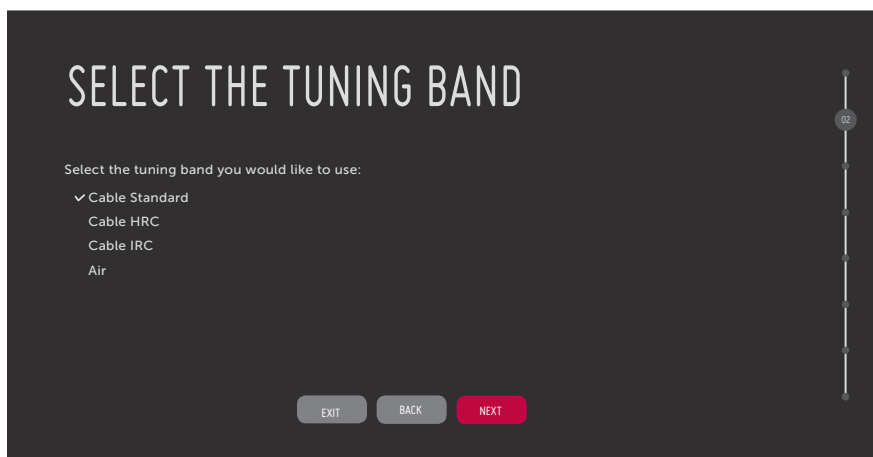 SELECT THE TUNING BAND
02
Select the tuning band you would like to use:
Cable Standard
Cable HRC
Cable IRC
Air
EXIT
BACK
NEXT